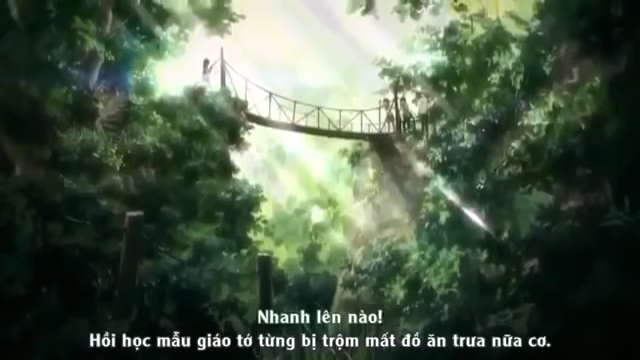 Nhanh lên nào!
Hồi học mẫu giáo tớ từng bị trộm mất đồ ăn trưa nữa cơ.